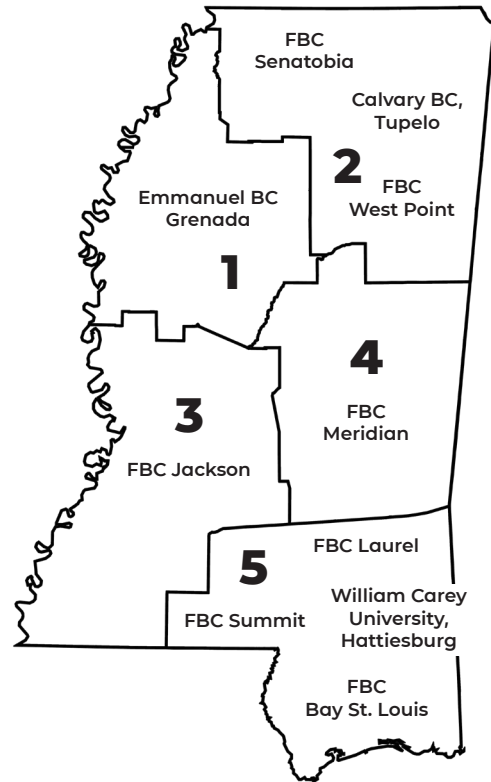 FBC
Senatobia
Calvary BC,
Tupelo
2
FBC
West Point
Emmanuel BC
Grenada
1
4
FBC
Meridian
3
FBC Jackson
FBC Laurel
5
William Carey
University,
Hattiesburg
FBC Summit
FBC
Bay St. Louis